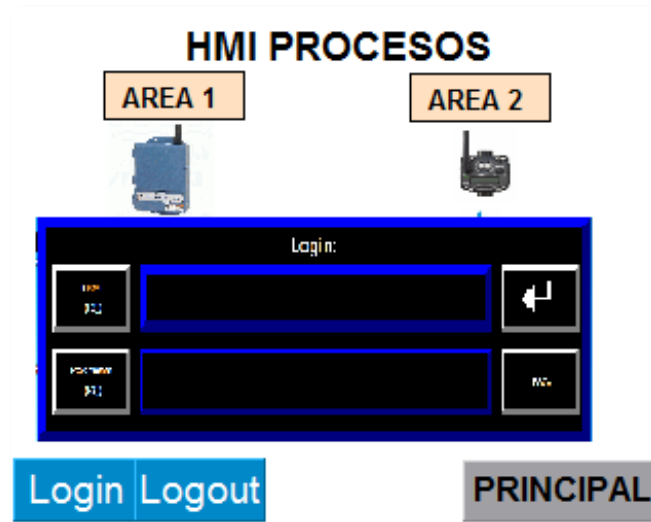 HMI PROCESOS
AREA 1
AREA 2
Login:
Login
Logout
PRINCIPAL